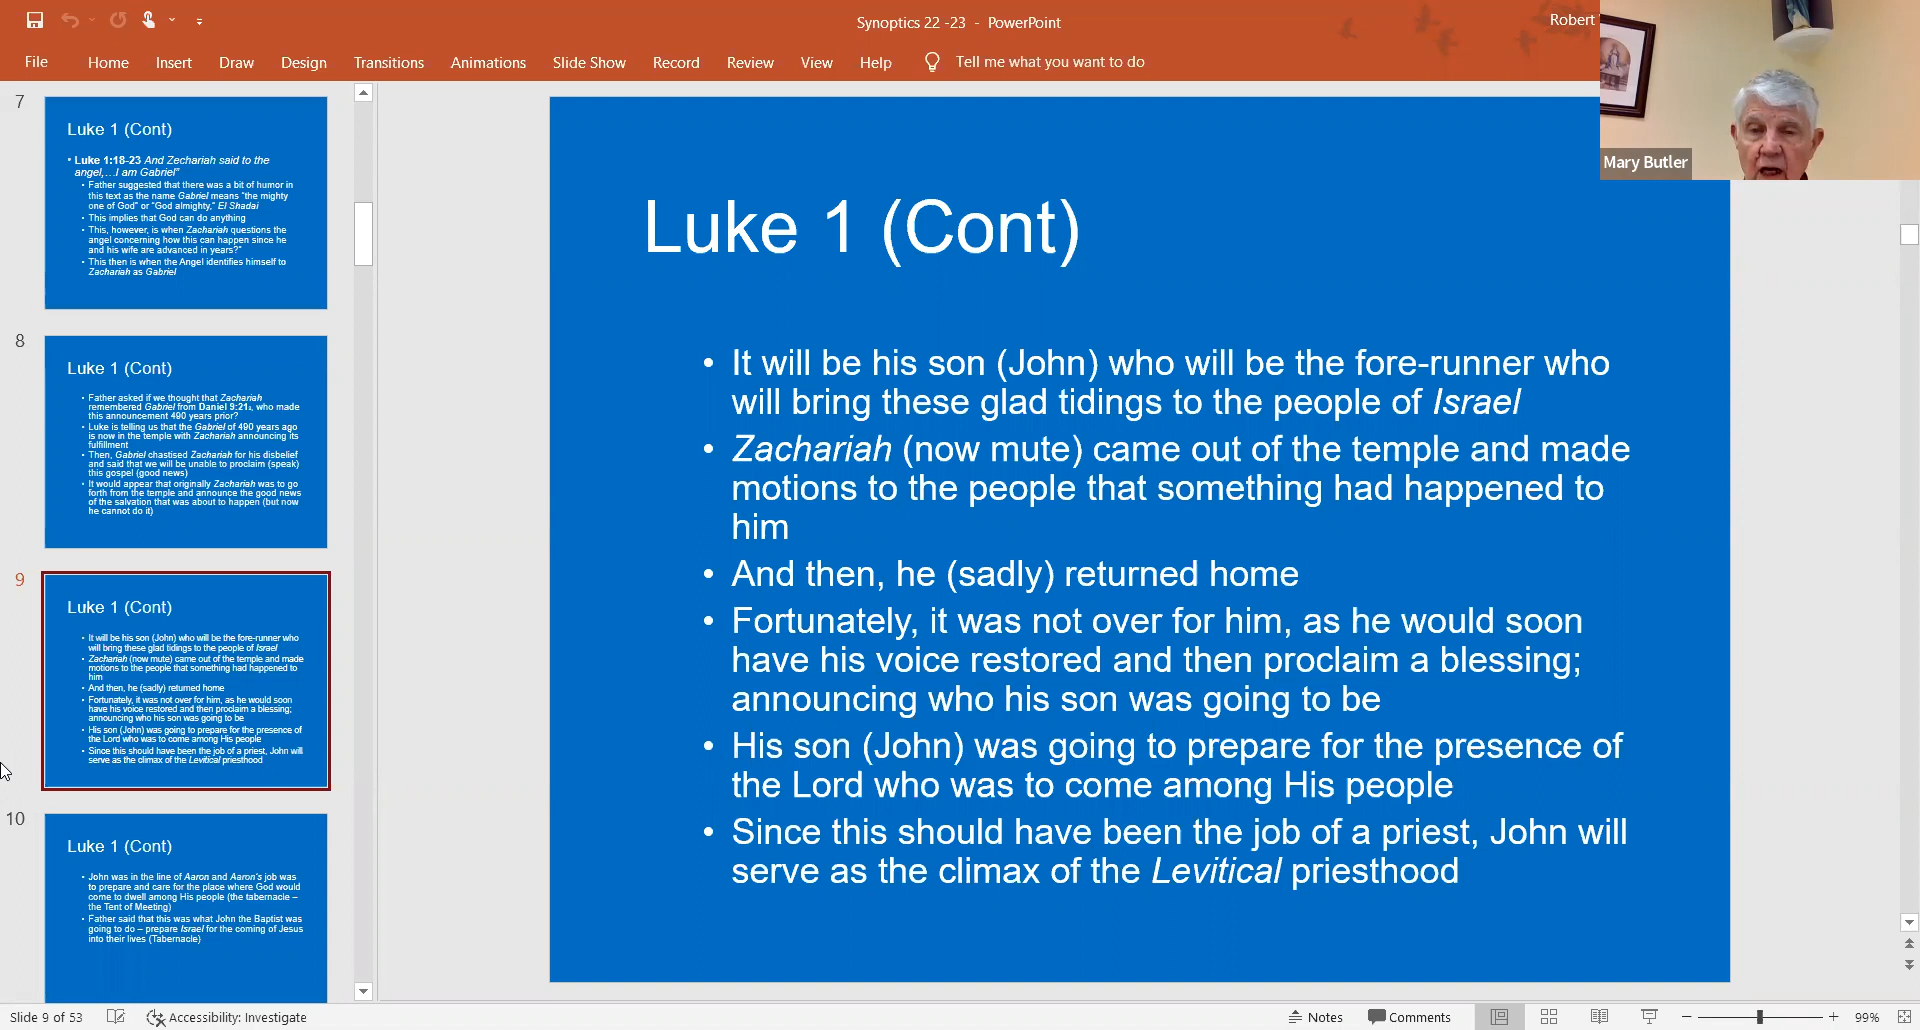 Synoptics 22 -23 - PowerPoint
Robert
File Home Insert Draw Design Transitions Animations Slide Show Record Review View Help Tell me what you want to do
Mary Butler
7
Luke 1 (Cont)
• Luke 1:18-23 And Zechariah said to the
angel,…I am Gabriel”
• Father suggested that there was a bit of humor in
this text as the name Gabriel means “the mighty
one of God” or “God almighty,” El Shadai
• This implies that God can do anything
• This, however, is when Zachariah questions the
angel concerning how this can happen since he
and his wife are advanced in years?”
• This then is when the Angel identifies himself to
Zachariah as Gabriel
8
Luke 1 (Cont)
• Father asked if we thought that Zachariah
remembered Gabriel from Daniel 9:21, who made
this announcement 490 years prior?
• Luke is telling us that the Gabriel of 490 years ago
is now in the temple with Zachariah announcing its
fulfillment
• Then, Gabriel chastised Zachariah for his disbelief
and said that we will be unable to proclaim (speak)
this gospel (good news)
• It would appear that originally Zachariah was to go
forth from the temple and announce the good news
of the salvation that was about to happen (but now
he cannot do it)
9
Luke 1 (Cont)
• It will be his son (John) who will be the fore-runner who
will bring these glad tidings to the people of Israel
• Zachariah (now mute) came out of the temple and made
motions to the people that something had happened to
him
• And then, he (sadly) returned home
• Fortunately, it was not over for him, as he would soon
have his voice restored and then proclaim a blessing;
announcing who his son was going to be
• His son (John) was going to prepare for the presence of
the Lord who was to come among His people
• Since this should have been the job of a priest, John will
serve as the climax of the Levitical priesthood
10
Luke 1 (Cont)
• John was in the line of Aaron and Aaron's job was
to prepare and care for the place where God would
come to dwell among His people (the tabernacle –
the Tent of Meeting)
• Father said that this was what John the Baptist was
going to do – prepare Israel for the coming of Jesus
into their lives (Tabernacle)
Luke 1 (Cont)
• It will be his son (John) who will be the fore-runner who
will bring these glad tidings to the people of Israel
• Zachariah (now mute) came out of the temple and made
motions to the people that something had happened to
him
• And then, he (sadly) returned home
• Fortunately, it was not over for him, as he would soon
have his voice restored and then proclaim a blessing;
announcing who his son was going to be
• His son (John) was going to prepare for the presence of
the Lord who was to come among His people
• Since this should have been the job of a priest, John will
serve as the climax of the Levitical priesthood
Slide 9 of 53 Accessibility: Investigate Notes Comments 99%